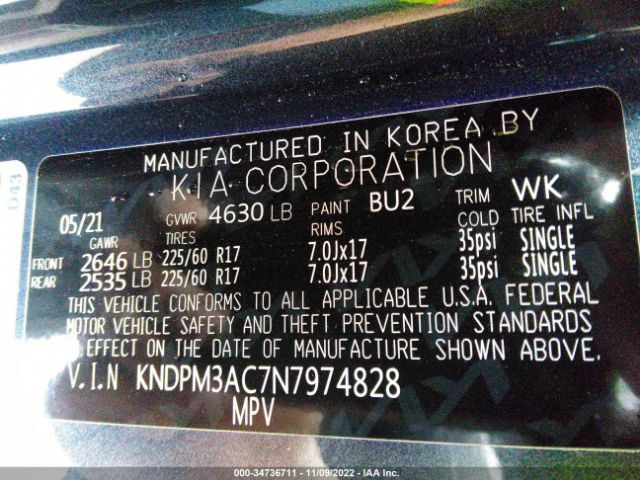 D43
MANUFACTURED IN KOREA BY
KIA CORPORATION
05/21 GVWR 4630 LB PAINT BU2 TRIM WK
GAWR TIRES RIMS COLD TIRE INFL
FRONT 2646 LB 225/60 R17 7.0Jx17 35psi SINGLE
REAR 2535 LB 225/60 R17 7.0Jx17 35psi SINGLE
THIS VEHICLE CONFORMS TO ALL APPLICABLE U.S.A. FEDERAL
MOTOR VEHICLE SAFETY AND THEFT PREVENTION STANDARDS
IN EFFECT ON THE DATE OF MANUFACTURE SHOWN ABOVE.
V.I.N KNDPM3AC7N7974828
MPV
000-34736711 - 11/09/2022 - IAA Inc.